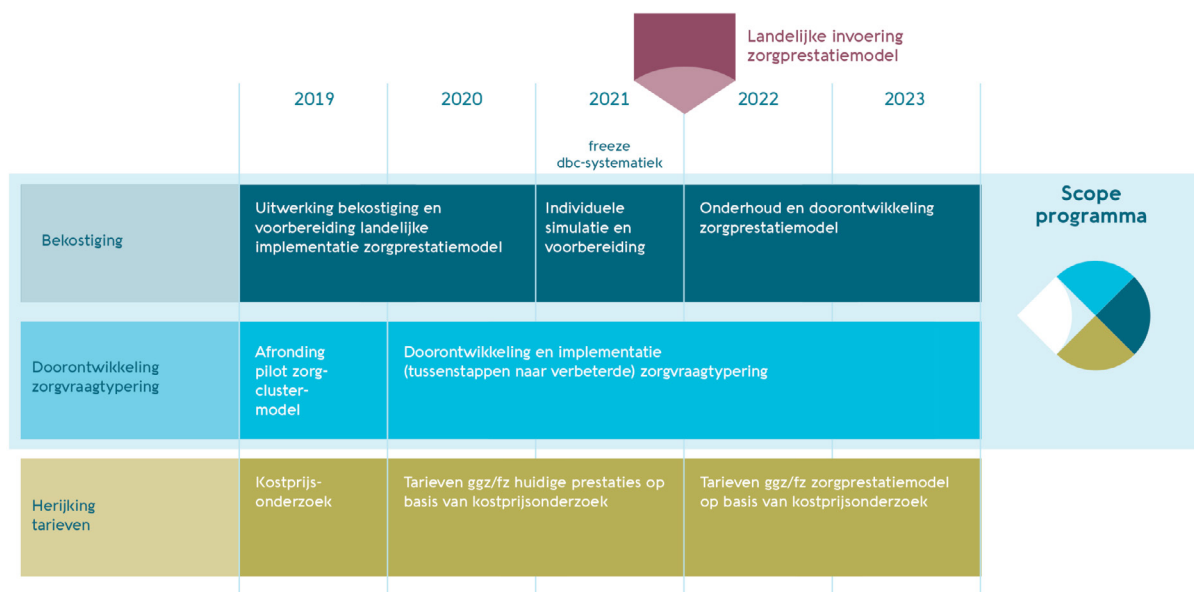 Landelijke invoering
zorgprestatiemodel
2019
2020
2021
2022
2023
freeze
dbc-systematiek
Bekostiging
Uitwerking bekostiging en
voorbereiding landelijke
implementatie zorgprestatiemodel
Individuele
simulatie en
voorbereiding
Onderhoud en doorontwikkeling
zorgprestatiemodel
Scope
programma
Doorontwikkeling
zorgvraagtypering
Afronding
pilot zorg-
cluster-
model
Doorontwikkeling en implementatie
(tussenstappen naar verbeterde) zorgvraagtypering
Herijking
tarieven
Kostprijs-
onderzoek
Tarieven ggz/fz huidige prestaties op
basis van kostprijsonderzoek
Tarieven ggz/fz zorgprestatiemodel
op basis van kostprijsonderzoek